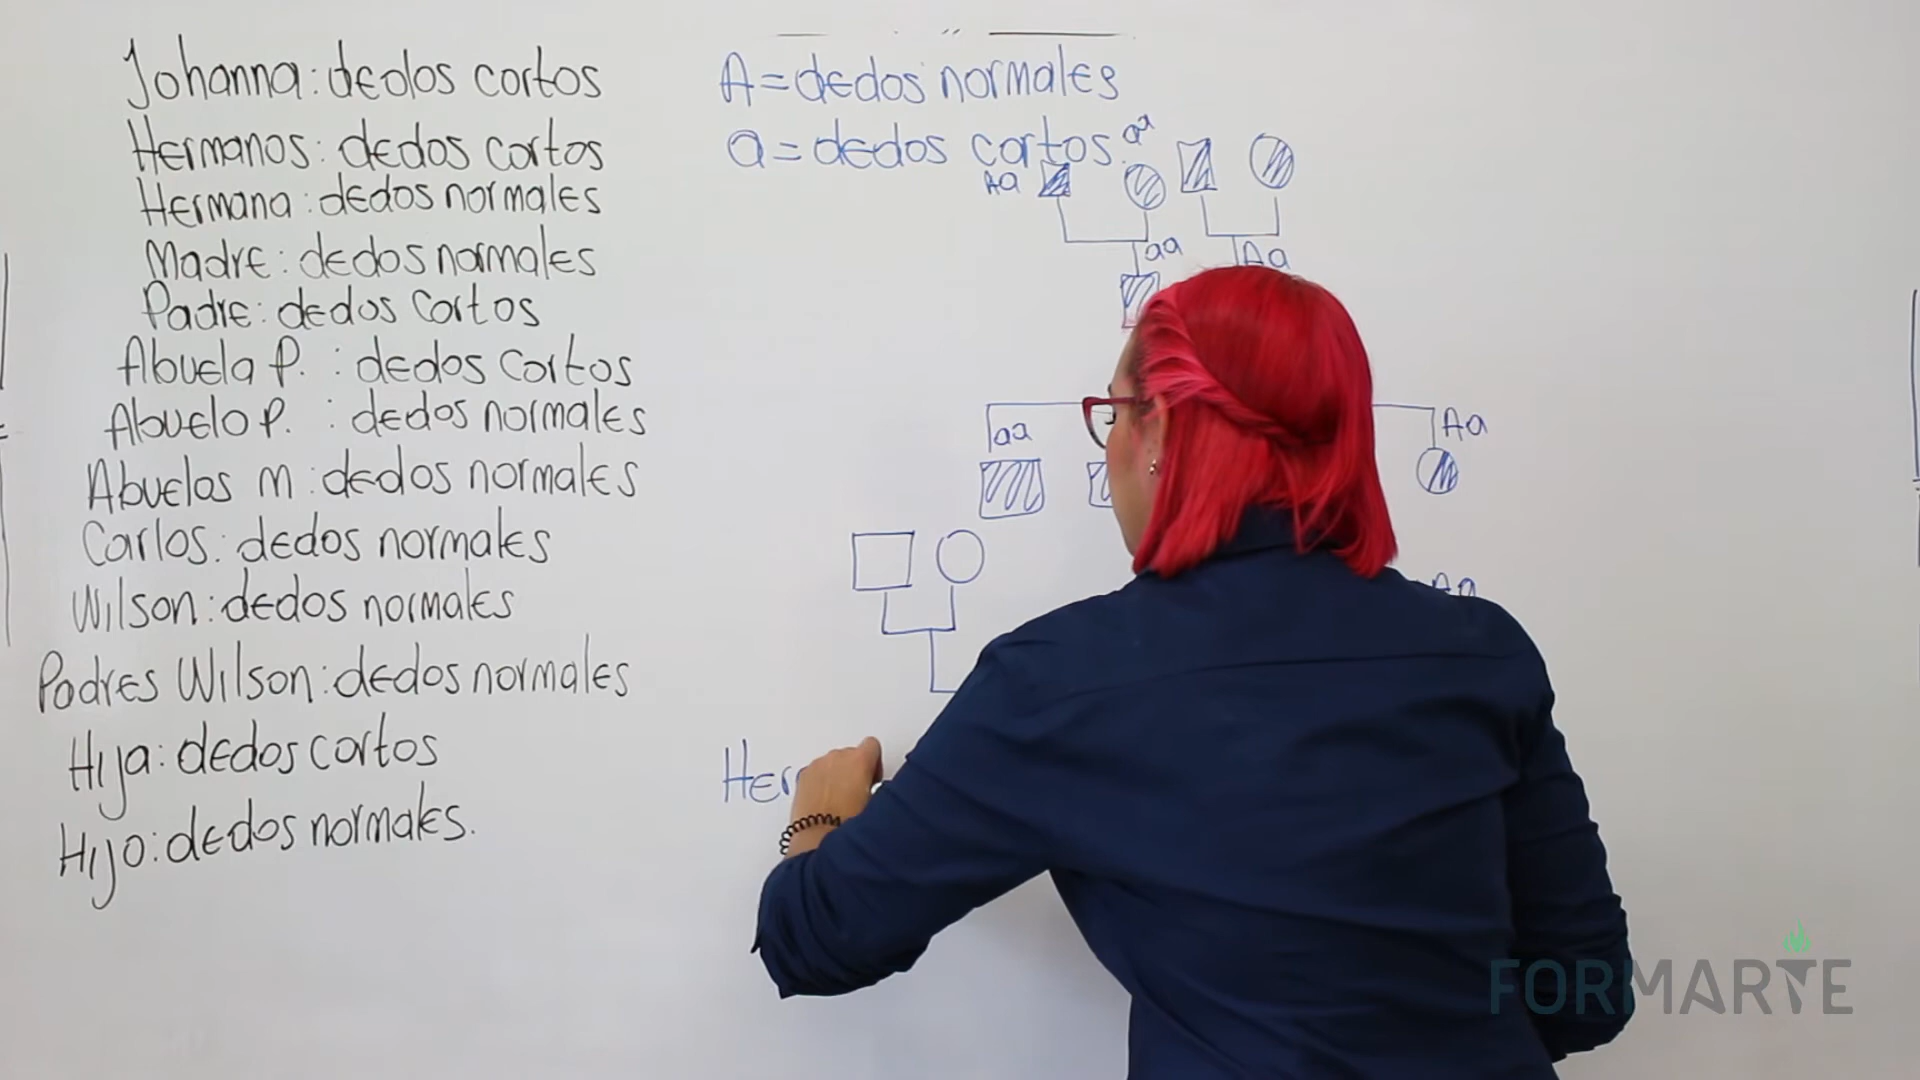 Johanna: dedos cortos
Hermanos: dedos cortos
Hermana: dedos normales
Madre: dedos normales
Padre: dedos cortos
Abuela P. : dedos cortos
Abuelo P. : dedos normales
Abuelos m: dedos normales
Carlos: dedos normales
Wilson: dedos normales
Padres Wilson: dedos normales
Hija: dedos cortos
Hijo: dedos normales.
A = dedos normales
a = dedos cortos.
aa
Aa
aa
Aa
aa
Aa
Aa
FORMARTE